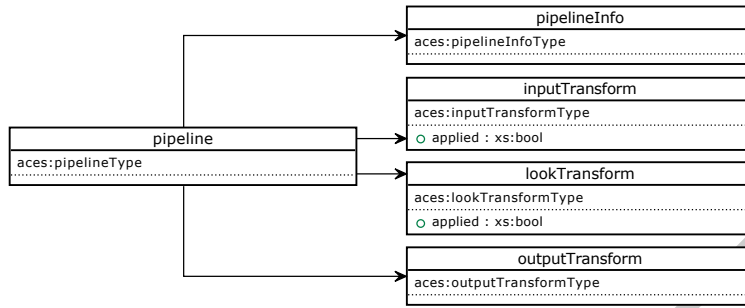 pipelineInfo
aces:pipelineInfoType
inputTransform
aces:inputTransformType
applied : xs:bool
pipeline
aces:pipelineType
lookTransform
aces:lookTransformType
applied : xs:bool
outputTransform
aces:outputTransformType